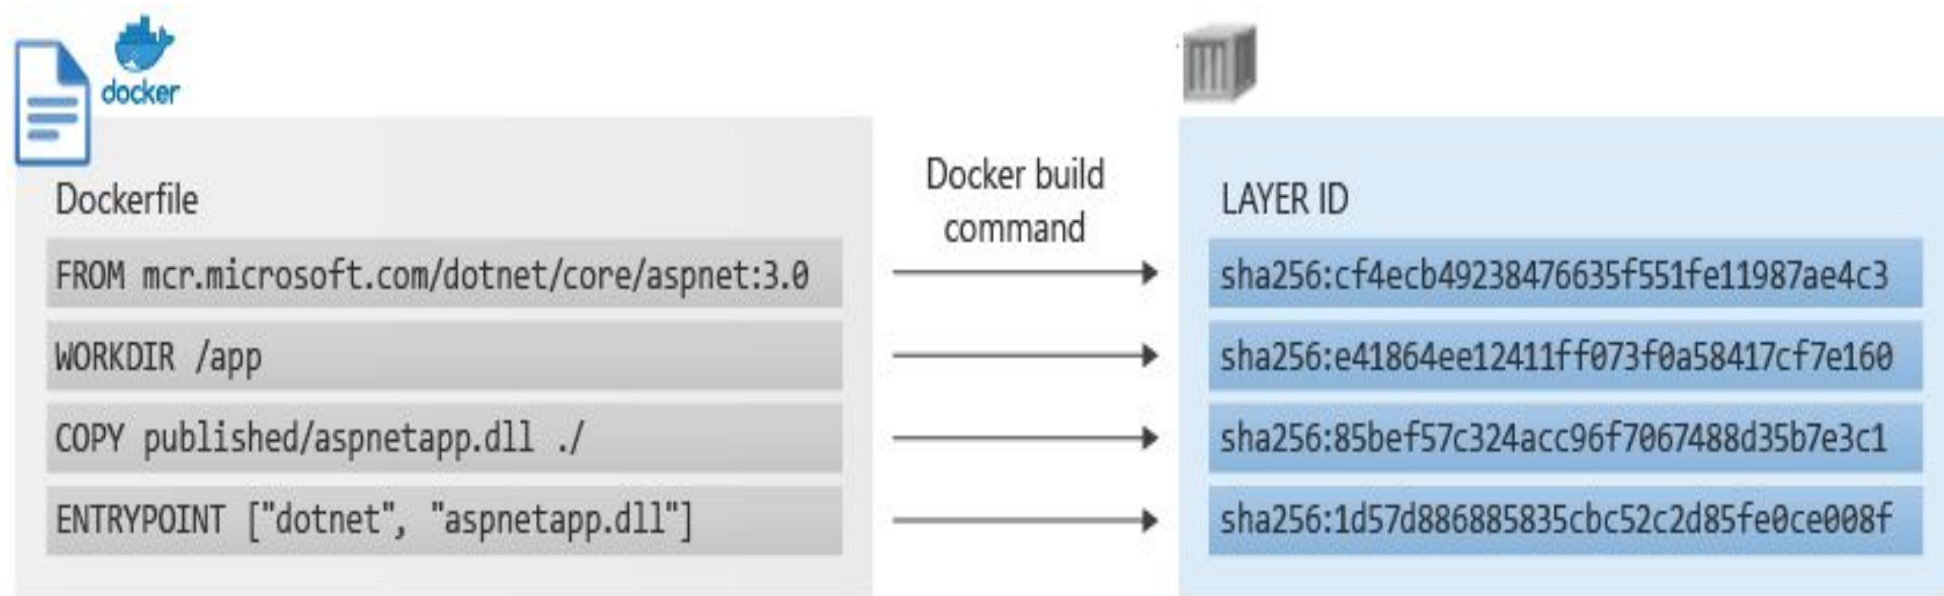 docker
Dockerfile
FROM mcr.microsoft.com/dotnet/core/aspnet:3.0
WORKDIR /app
COPY published/aspnetapp.dll ./
ENTRYPOINT ["dotnet", "aspnetapp.dll"]
Docker build
command
LAYER ID
sha256:cf4ecb49238476635f551fe11987ae4c3
sha256:e41864ee12411ff073f0a58417cf7e160
sha256:85bef57c324acc96f7067488d35b7e3c1
sha256:1d57d886885835cbc52c2d85fe0ce008f